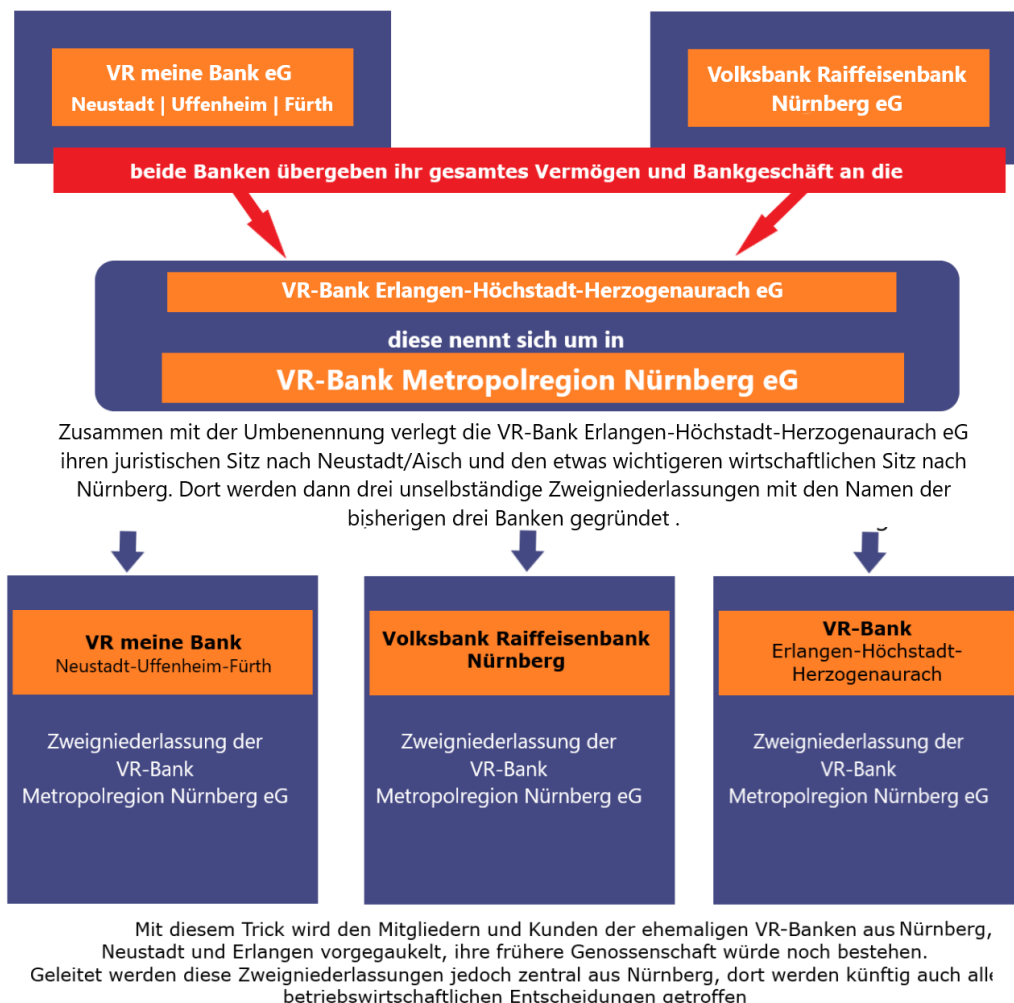 VR meine Bank eG
Neustadt | Uffenheim | Fürth
Volksbank Raiffeisenbank
Nürnberg eG
beide Banken übergeben ihr gesamtes Vermögen und Bankgeschäft an die
VR-Bank Erlangen-Höchstadt-Herzogenaurach eG
diese nennt sich um in
VR-Bank Metropolregion Nürnberg eG
Zusammen mit der Umbenennung verlegt die VR-Bank Erlangen-Höchstadt-Herzogenaurach eG
ihren juristischen Sitz nach Neustadt/Aisch und den etwas wichtigeren wirtschaftlichen Sitz nach
Nürnberg. Dort werden dann drei unselbständige Zweigniederlassungen mit den Namen der
bisherigen drei Banken gegründet .
VR meine Bank
Neustadt-Uffenheim-Fürth
Zweigniederlassung der
VR-Bank
Metropolregion Nürnberg eG
Volksbank Raiffeisenbank
Nürnberg
Zweigniederlassung der
VR-Bank
Metropolregion Nürnberg eG
VR-Bank
Erlangen-Höchstadt-
Herzogenaurach
Zweigniederlassung der
VR-Bank
Metropolregion Nürnberg eG
Mit diesem Trick wird den Mitgliedern und Kunden der ehemaligen VR-Banken aus Nürnberg,
Neustadt und Erlangen vorgegaukelt, ihre frühere Genossenschaft würde noch bestehen.
Geleitet werden diese Zweigniederlassungen jedoch zentral aus Nürnberg, dort werden künftig auch alle
betriebswirtschaftlichen Entscheidungen getroffen